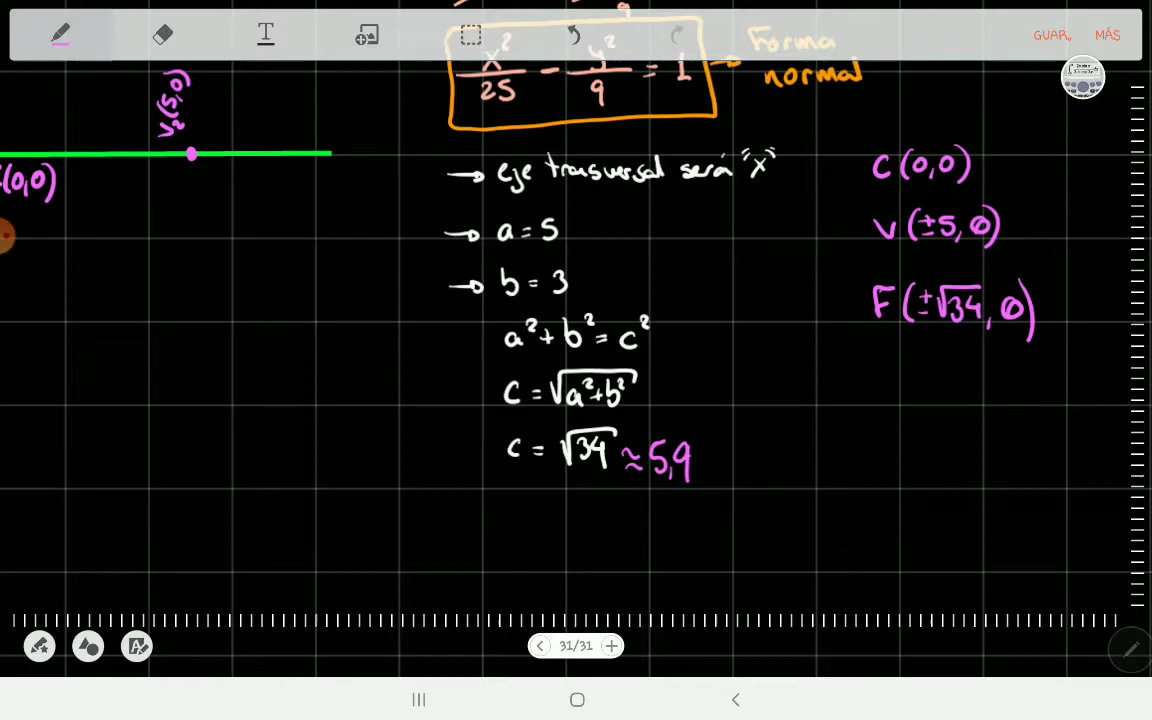 GUAR. MÁS
9
x²/25 - y²/9 = 1 → Forma normal
V₂(5,0)
(0,0)
→ eje transversal será "x"
→ a = 5
→ b = 3
a² + b² = c²
c = √a²+b²
c = √34 ≈ 5,9
C (0,0)
V (±5, 0)
F (±√34, 0)
31/31